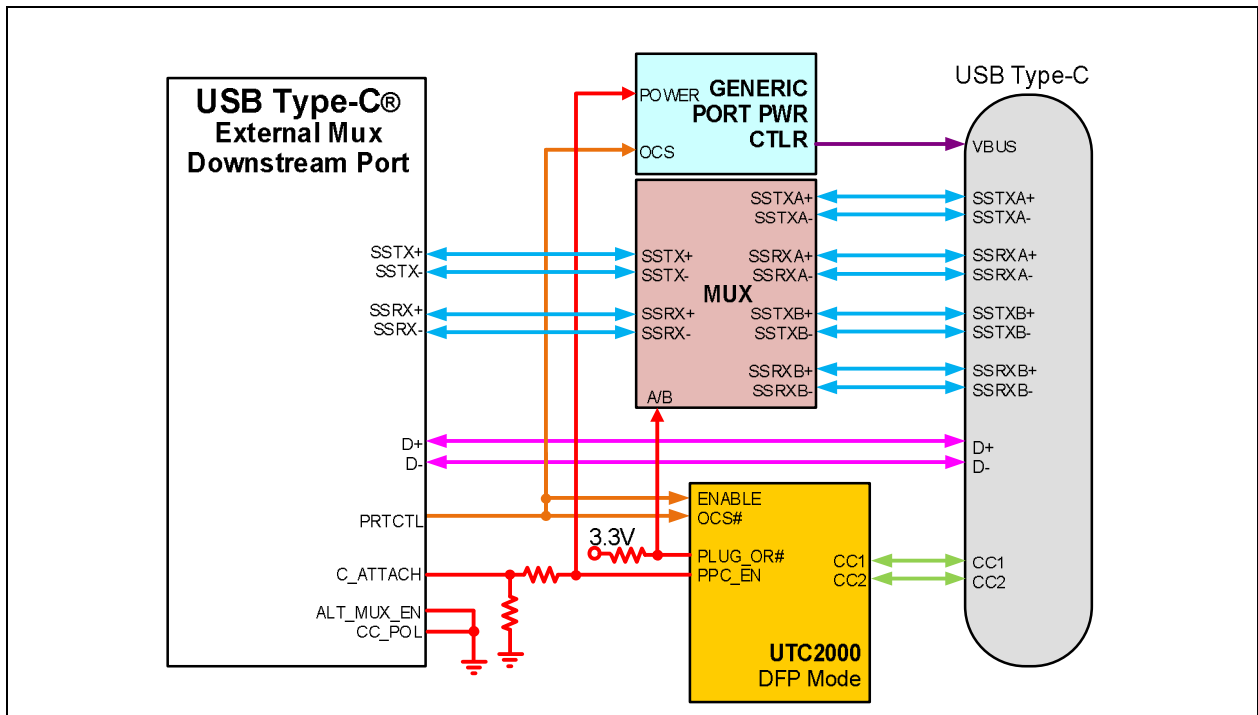 USB Type-C®
External Mux
Downstream Port
SSTX+
SSTX-
SSRX+
SSRX-
D+
D-
PRTCTL
C_ATTACH
ALT_MUX_EN
CC_POL
3.3V
POWER
OCS
GENERIC
PORT PWR
CTLR
SSTX+
SSTX-
SSRX+
SSRX-
MUX
A/B
SSTXA+
SSTXA-
SSRXA+
SSRXA-
SSTXB+
SSTXB-
SSRXB+
SSRXB-
ENABLE
OCS#
PLUG_OR#
PPC_EN
CC1
CC2
UTC2000
DFP Mode
USB Type-C
VBUS
SSTXA+
SSTXA-
SSRXA+
SSRXA-
SSTXB+
SSTXB-
SSRXB+
SSRXB-
D+
D-
CC1
CC2